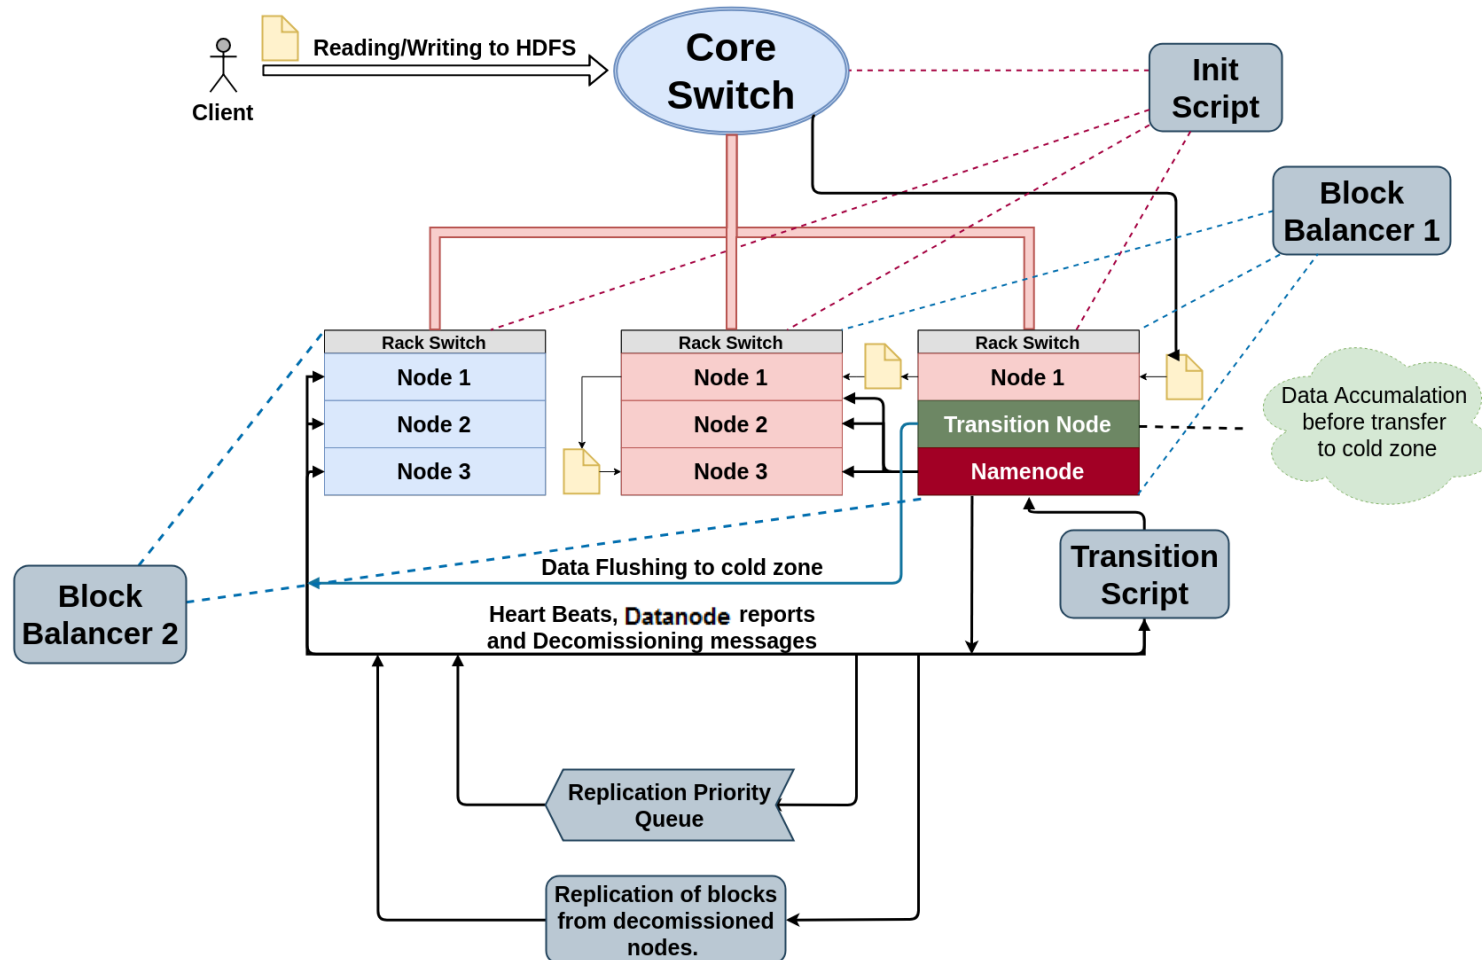 Reading/Writing to HDFS
Client
Core
Switch
Init
Script
Block
Balancer 1
Rack Switch
Node 1
Node 2
Node 3
Rack Switch
Node 1
Node 2
Node 3
Rack Switch
Node 1
Transition Node
Namenode
Data Accumalation
before transfer
to cold zone
Transition
Script
Block
Balancer 2
Data Flushing to cold zone
Heart Beats, Datanode reports
and Decomissioning messages
Replication Priority
Queue
Replication of blocks
from decomissioned
nodes.